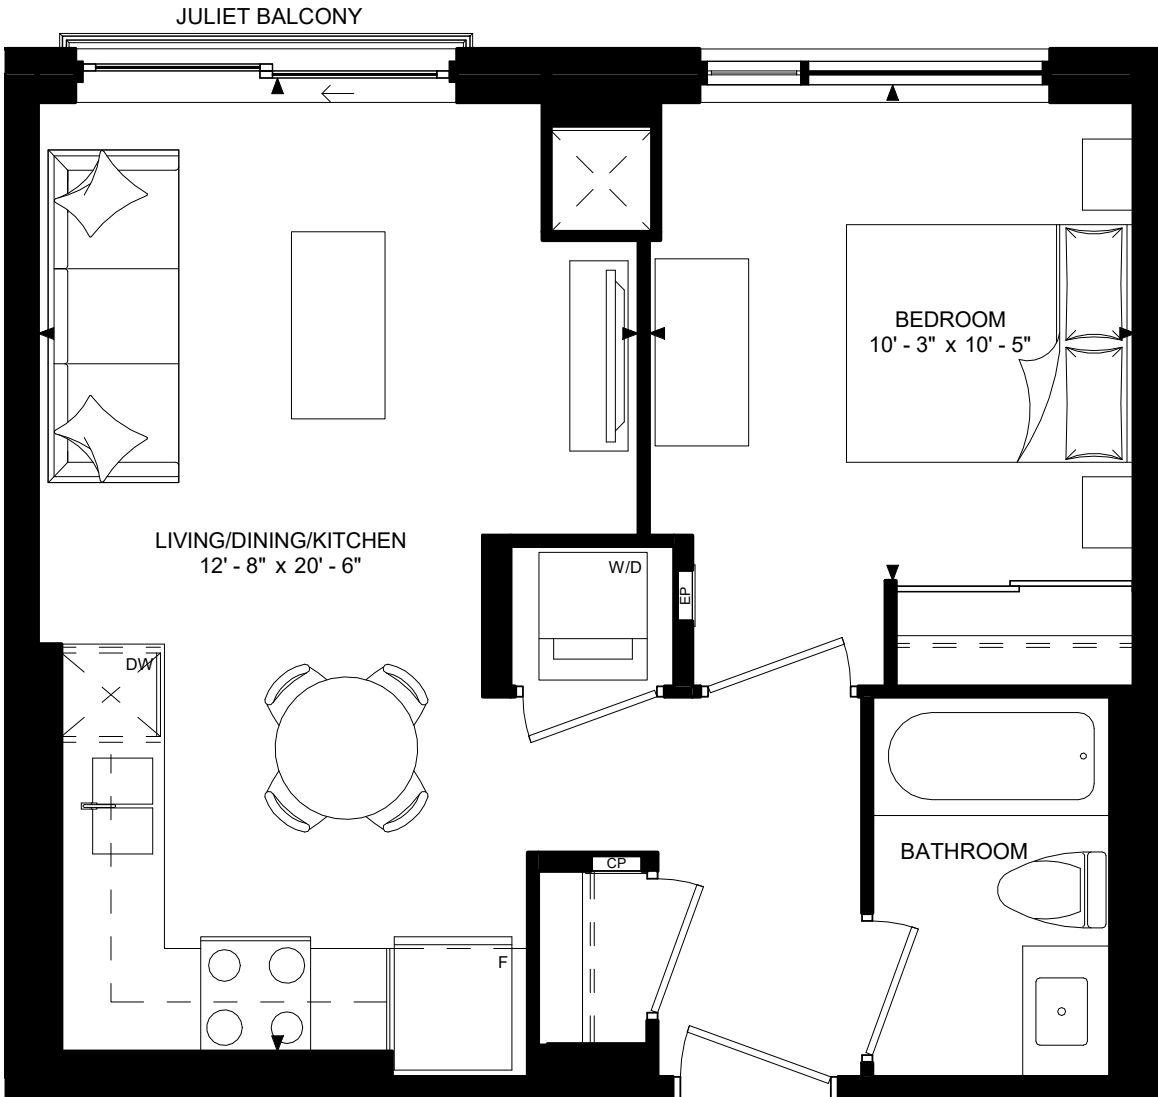 JULIET BALCONY
BEDROOM
10' - 3" x 10' - 5"
LIVING/DINING/KITCHEN
12' - 8" x 20' - 6"
W/D
EP
DW
BATHROOM
CP
F